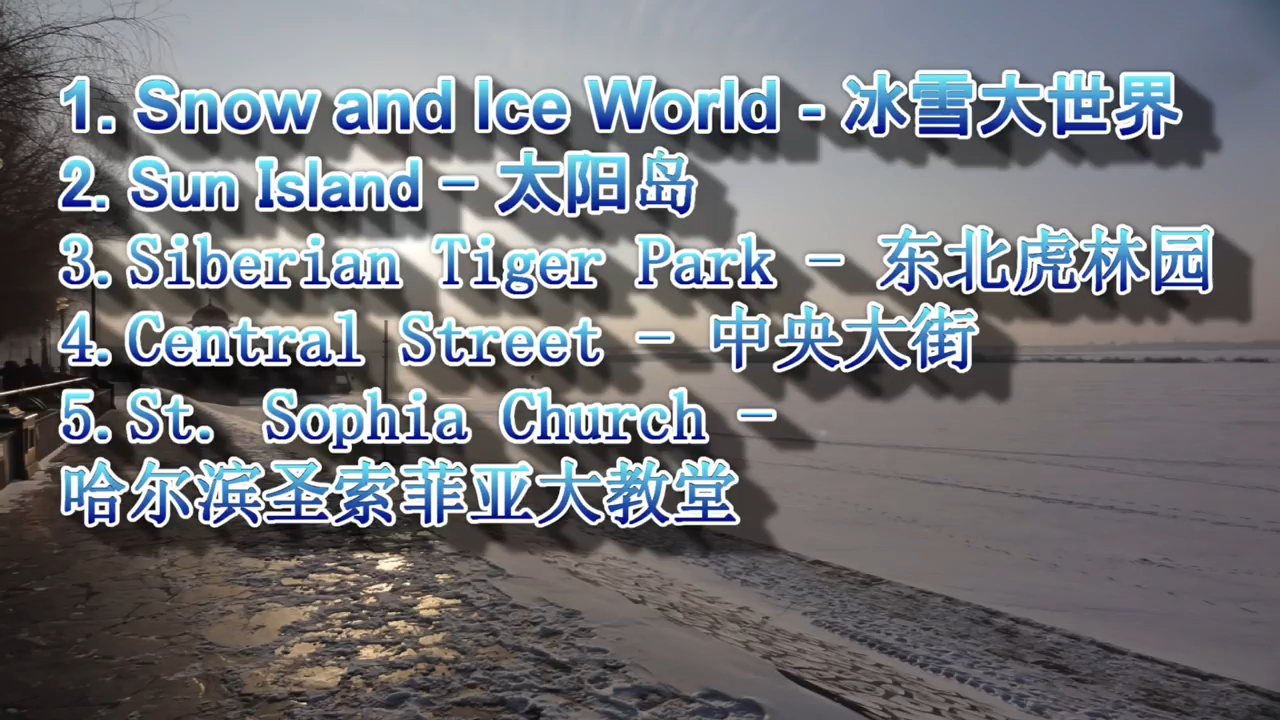 1. Snow and Ice World - 冰雪大世界
2. Sun Island - 太阳岛
3. Siberian Tiger Park - 东北虎林园
4. Central Street - 中央大街
5. St. Sophia Church -
哈尔滨圣索菲亚大教堂